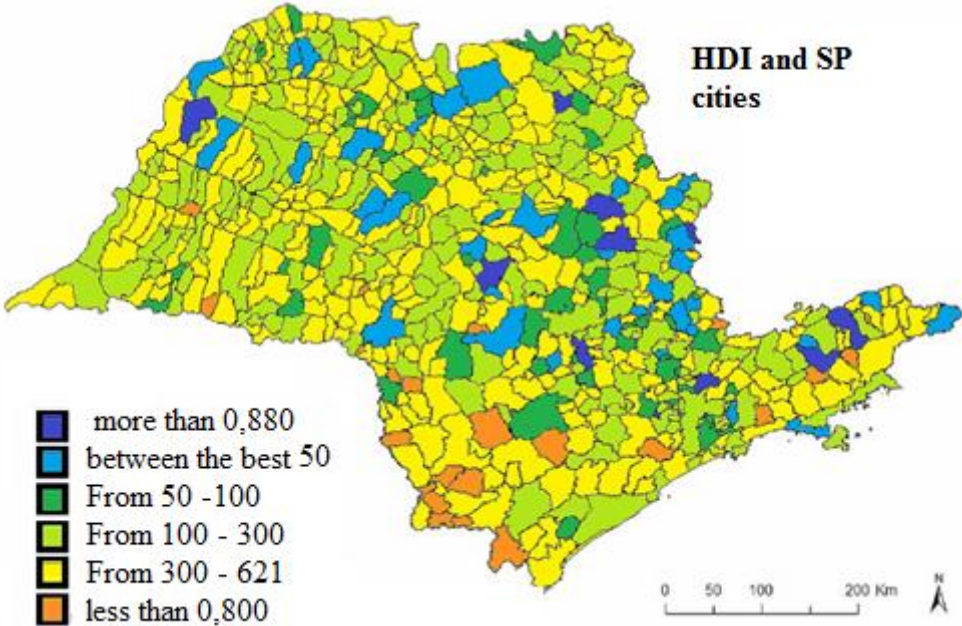 HDI and SP
cities
more than 0,880
between the best 50
From 50 -100
From 100 - 300
From 300 - 621
less than 0,800
0 50 100 200 Km
N